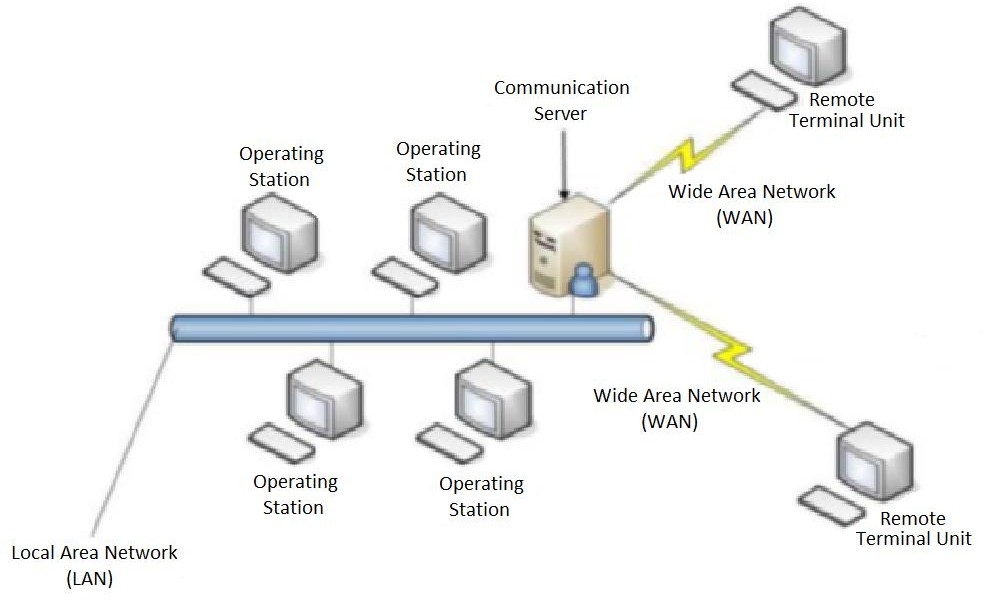 Remote
Terminal Unit
Communication
Server
Operating
Station
Operating
Station
Wide Area Network
(WAN)
Wide Area Network
(WAN)
Operating
Station
Operating
Station
Remote
Terminal Unit
Local Area Network
(LAN)